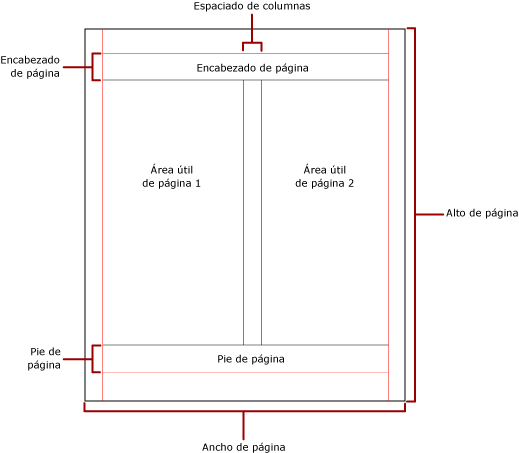 Espaciado de columnas
Encabezado
de página
Encabezado de página
Área útil
de página 1
Área útil
de página 2
Alto de página
Pie de
página
Pie de página
Ancho de página